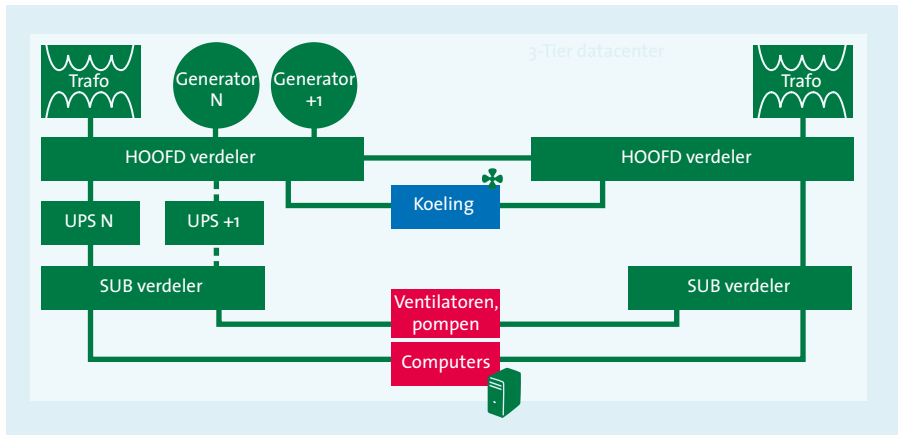 3-Tier datacenter
Trafo
Generator
N
Generator
+1
Trafo
HOOFD verdeler
HOOFD verdeler
Koeling
UPS N
UPS +1
SUB verdeler
SUB verdeler
Ventilatoren,
pompen
Computers